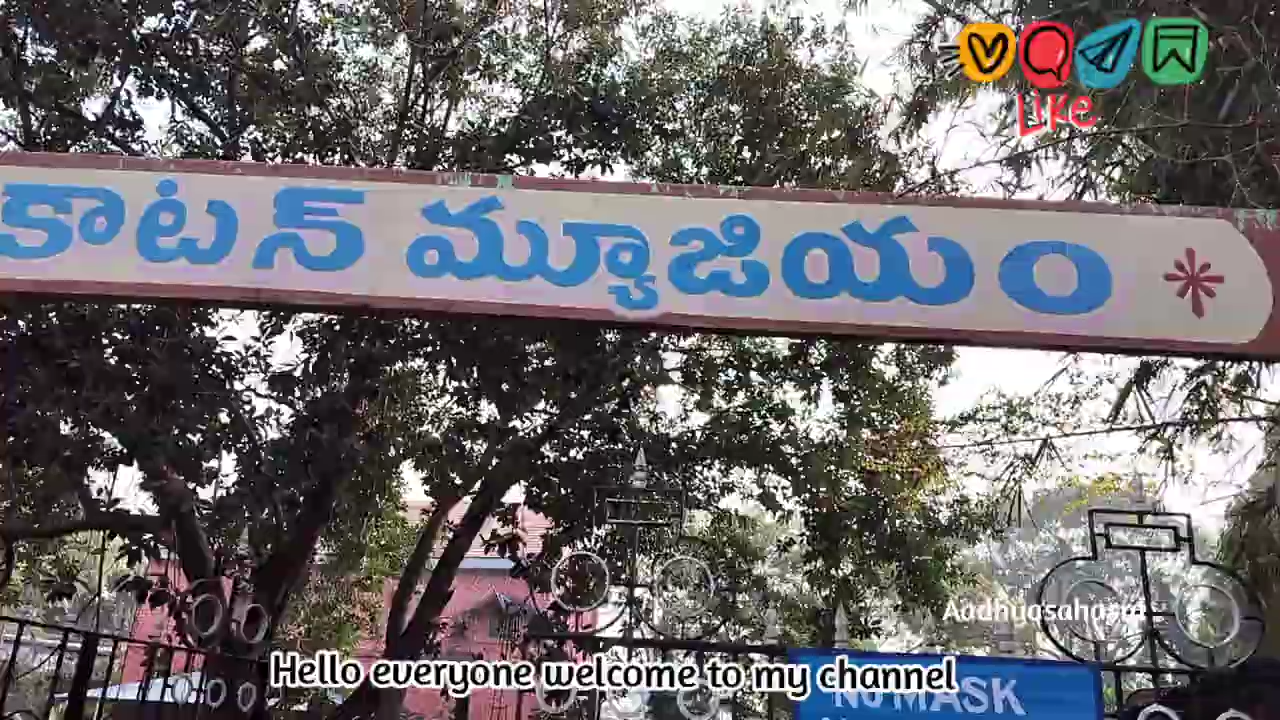 Like
కాటన్ మ్యూజియం *
Aadhyasahasra
Hello everyone welcome to my channel
NO MASK